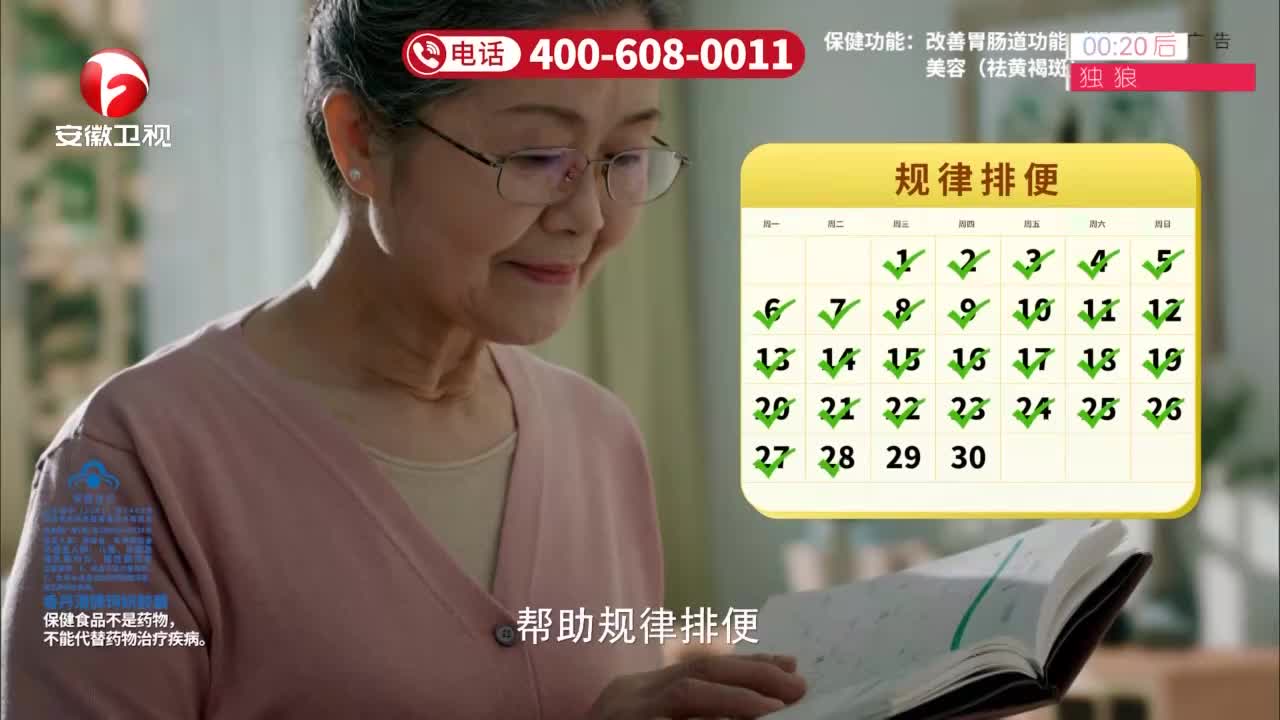 电话 400-608-0011
保健功能：改善胃肠道功能
美容（祛黄褐斑
广告
00:20后
独狼
安徽卫视
规律排便
周一 周二 周三 周四 周五 周六 周日
1 2 3 4 5
6 7 8 9 10 11 12
13 14 15 16 17 18 19
20 21 22 23 24 25 26
27 28 29 30
保健食品不是药物，
不能代替药物治疗疾病。
帮助规律排便